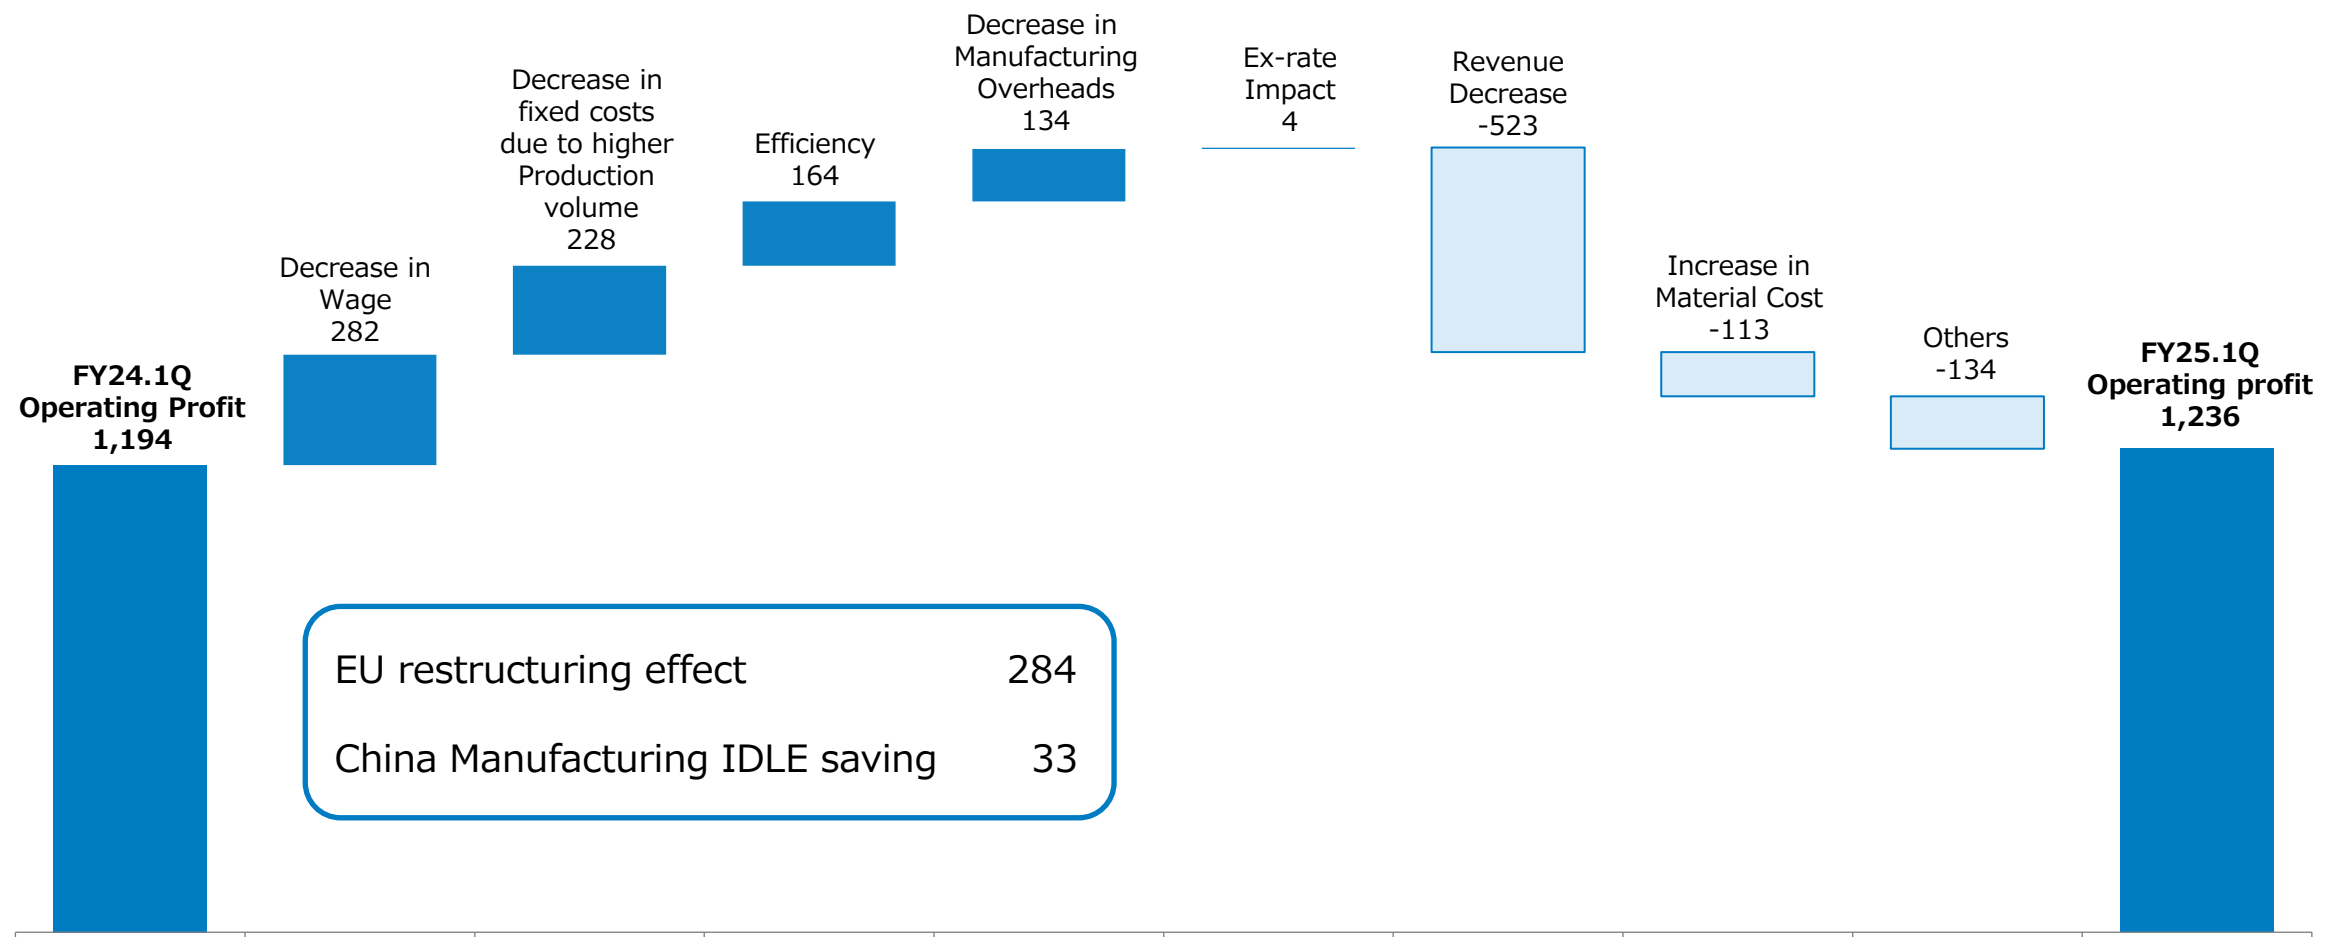 FY24.1Q
Operating Profit
1,194
Decrease in
Wage
282
Decrease in
fixed costs
due to higher
Production
volume
228
Efficiency
164
Decrease in
Manufacturing
Overheads
134
Ex-rate
Impact
4
Revenue
Decrease
-523
Increase in
Material Cost
-113
Others
-134
FY25.1Q
Operating profit
1,236
EU restructuring effect 284
China Manufacturing IDLE saving 33